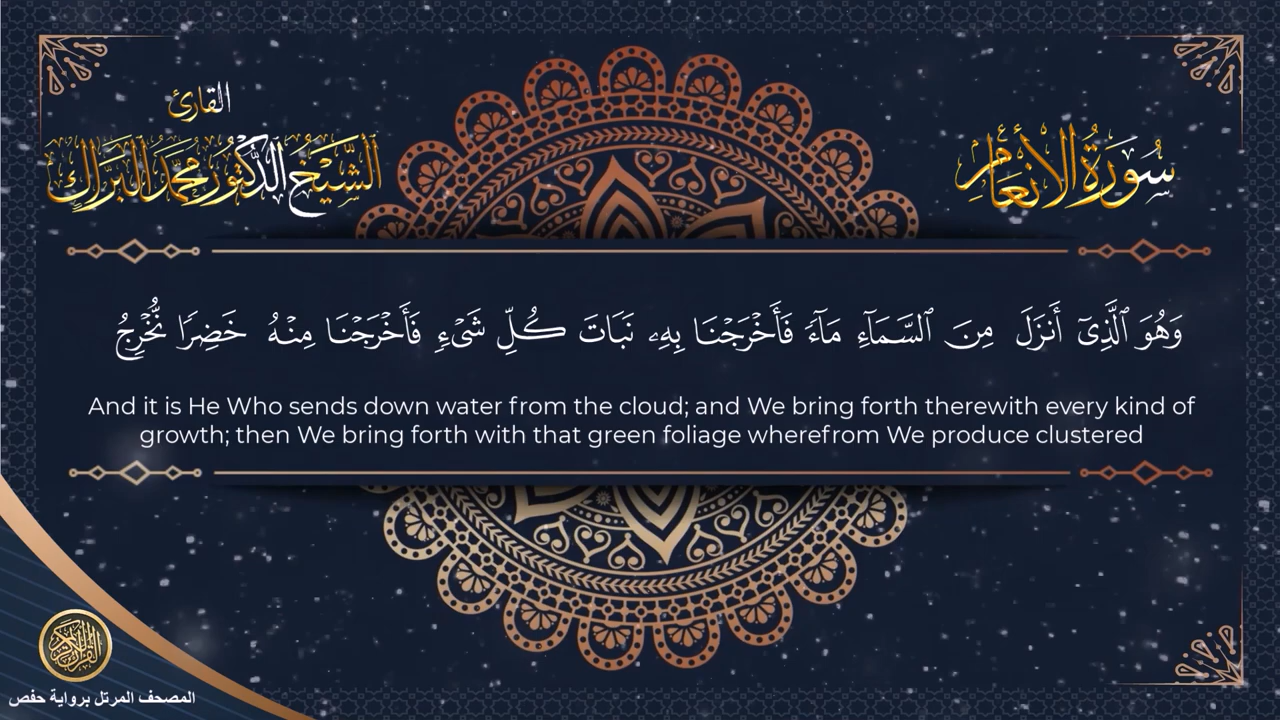 القارئ
الشيخ الدكتور محمد البراك
سورة الأنعام
وَهُوَ ٱلَّذِىٓ أَنزَلَ مِنَ ٱلسَّمَآءِ مَآءً فَأَخْرَجْنَا بِهِۦ نَبَاتَ كُلِّ شَىْءٍ فَأَخْرَجْنَا مِنْهُ خَضِرًا نُّخْرِجُ
And it is He Who sends down water from the cloud; and We bring forth therewith every kind of
growth; then We bring forth with that green foliage wherefrom We produce clustered
القرآن الكريم
المصحف المرتل برواية حفص